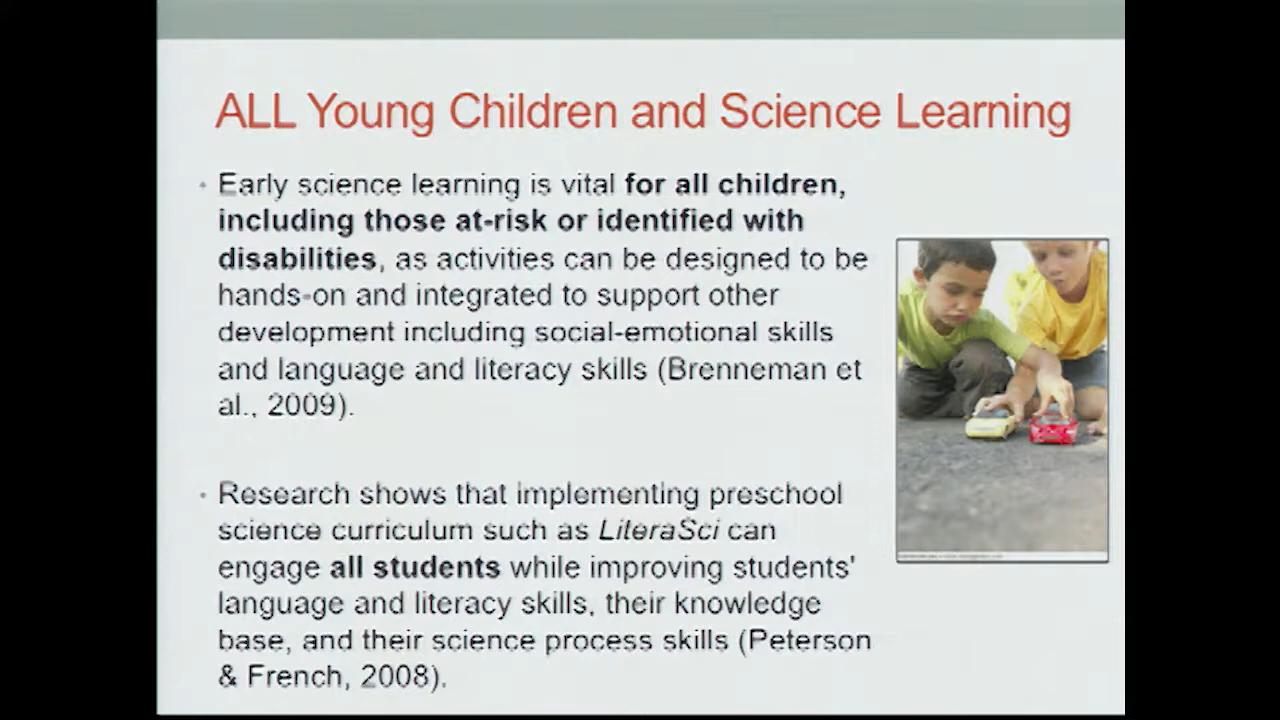 ALL Young Children and Science Learning
• Early science learning is vital for all children,
including those at-risk or identified with
disabilities, as activities can be designed to be
hands-on and integrated to support other
development including social-emotional skills
and language and literacy skills (Brenneman et
al., 2009).
• Research shows that implementing preschool
science curriculum such as LiteraSci can
engage all students while improving students'
language and literacy skills, their knowledge
base, and their science process skills (Peterson
& French, 2008).